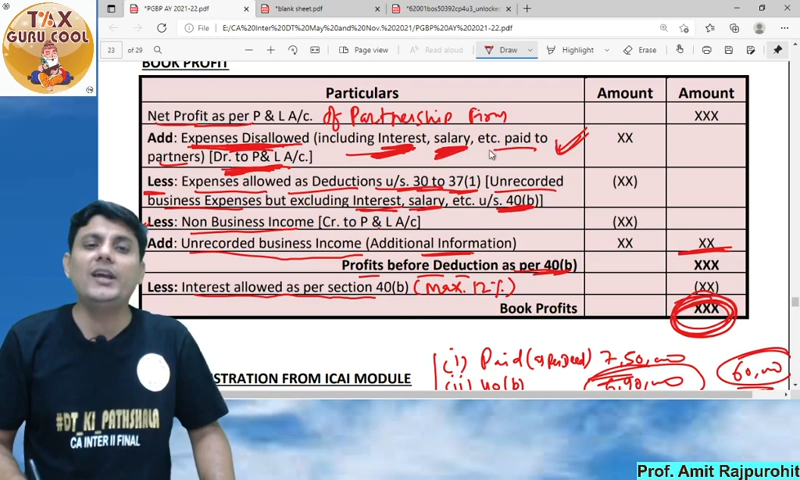 TAX
GURU COOL
*PGBP AY 2021-22.pdf
*blank sheet.pdf
*62001bos50392cp4u3_unlocked
E:/CA%20Inter%20DT%20May%20and%20Nov.%202021/PGBP%20AY%202021-22.pdf
23 of 29
Page view
Read aloud
Draw
Highlight
Erase
BOOK PROFIT
Particulars Amount Amount
Net Profit as per P & L A/c. of Partnership Firm XXX
Add: Expenses Disallowed (including Interest, salary, etc. paid to XX
partners) [Dr. to P& L A/c.]
Less: Expenses allowed as Deductions u/s. 30 to 37(1) [Unrecorded (XX)
business Expenses but excluding Interest, salary, etc. u/s. 40(b)]
Less: Non Business Income [Cr. to P & L A/c] (XX)
Add: Unrecorded business Income (Additional Information) XX XX
Profits before Deduction as per 40(b) XXX
Less: Interest allowed as per section 40(b) (Max. 12%) (XX)
Book Profits XXX
(i) Paid 7,50,000
60,000
STRATION FROM ICAI MODULE
(ii) 40(b) 6,90,000
#DT_KI_PATHSHALA
CA INTER II FINAL
Prof. Amit Rajpurohit